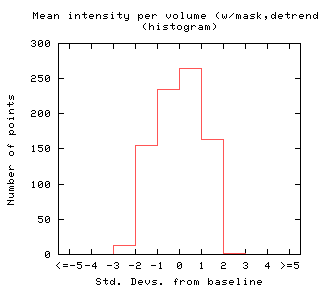 Mean intensity per volume (w/mask,detrend
(histogram)
300
250
200
150
100
50
0
Number of points
<=-5 -4 -3 -2 -1 0 1 2 3 4 >=5
Std. Devs. from baseline